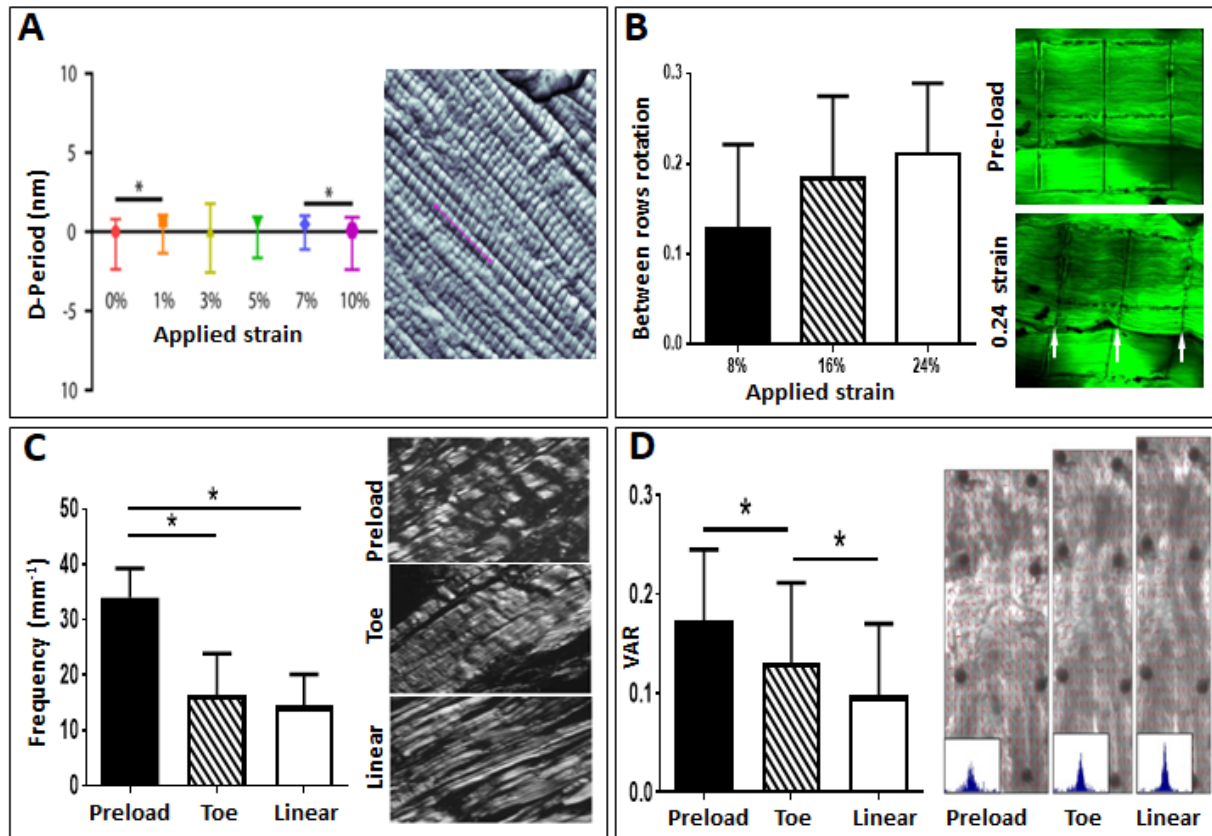 A
D-Period (nm)
10
5
0
-5
10
*
*
0% 1% 3% 5% 7% 10%
Applied strain
B
Between rows rotation
0.3
0.2
0.1
0.0
8% 16% 24%
Applied strain
Pre-load
0.24 strain
C
Frequency (mm⁻¹)
50
40
30
20
10
0
*
*
Preload Toe Linear
Preload
Toe
Linear
D
VAR
0.3
0.2
0.1
0.0
*
*
Preload Toe Linear
Preload Toe Linear